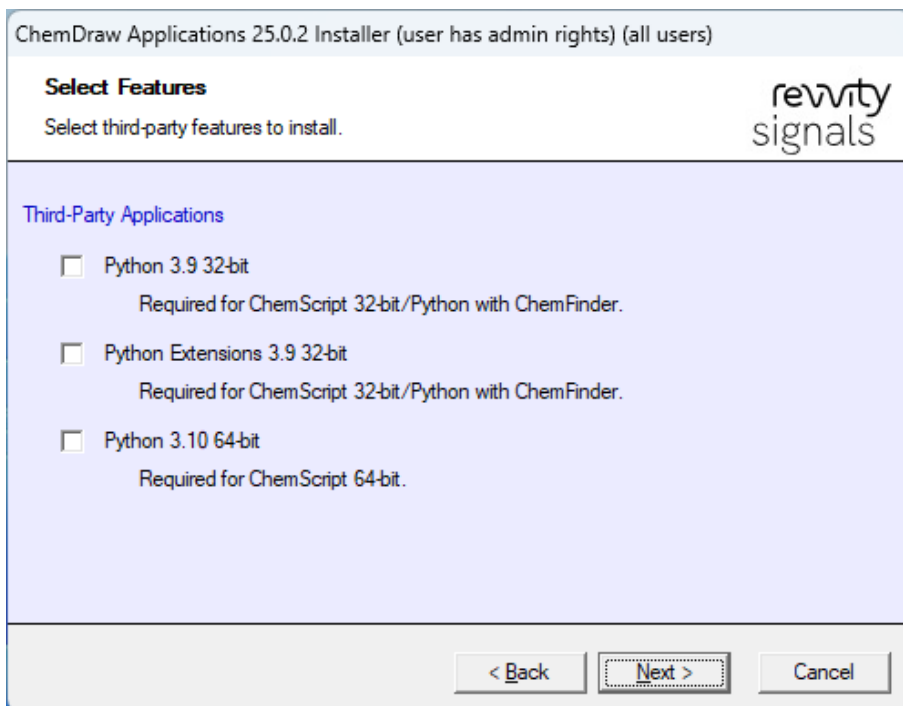 ChemDraw Applications 25.0.2 Installer (user has admin rights) (all users)
Select Features
Select third-party features to install.
revvity
signals
Third-Party Applications
Python 3.9 32-bit
Required for ChemScript 32-bit/Python with ChemFinder.
Python Extensions 3.9 32-bit
Required for ChemScript 32-bit/Python with ChemFinder.
Python 3.10 64-bit
Required for ChemScript 64-bit.
< Back
Next >
Cancel